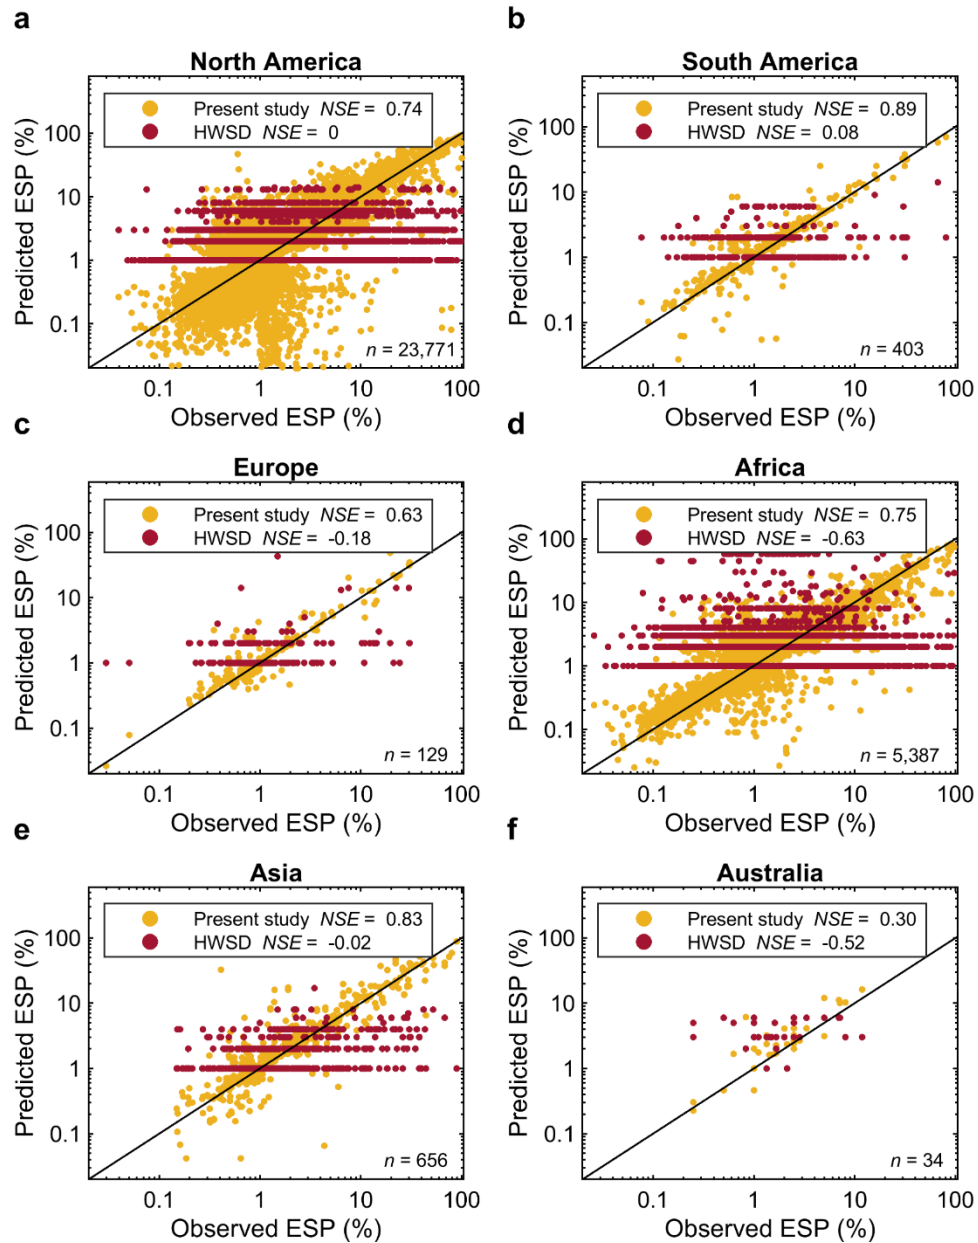 a
North America
Present study NSE = 0.74
HWSD NSE = 0
Predicted ESP (%)
100
10
1
0.1
n = 23,771
0.1 1 10 100
Observed ESP (%)
b
South America
Present study NSE = 0.89
HWSD NSE = 0.08
Predicted ESP (%)
100
10
1
0.1
n = 403
0.1 1 10 100
Observed ESP (%)
c
Europe
Present study NSE = 0.63
HWSD NSE = -0.18
Predicted ESP (%)
100
10
1
0.1
n = 129
0.1 1 10 100
Observed ESP (%)
d
Africa
Present study NSE = 0.75
HWSD NSE = -0.63
Predicted ESP (%)
100
10
1
0.1
n = 5,387
0.1 1 10 100
Observed ESP (%)
e
Asia
Present study NSE = 0.83
HWSD NSE = -0.02
Predicted ESP (%)
100
10
1
0.1
n = 656
0.1 1 10 100
Observed ESP (%)
f
Australia
Present study NSE = 0.30
HWSD NSE = -0.52
Predicted ESP (%)
100
10
1
0.1
n = 34
0.1 1 10 100
Observed ESP (%)